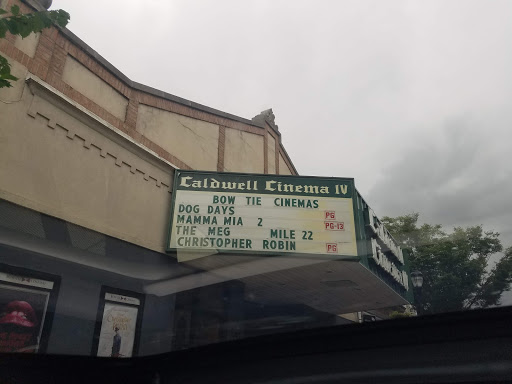 Caldwell Cinema IV
BOW TIE CINEMAS
DOG DAYS PG
MAMMA MIA 2 PG-13
THE MEG MILE 22
CHRISTOPHER ROBIN PG